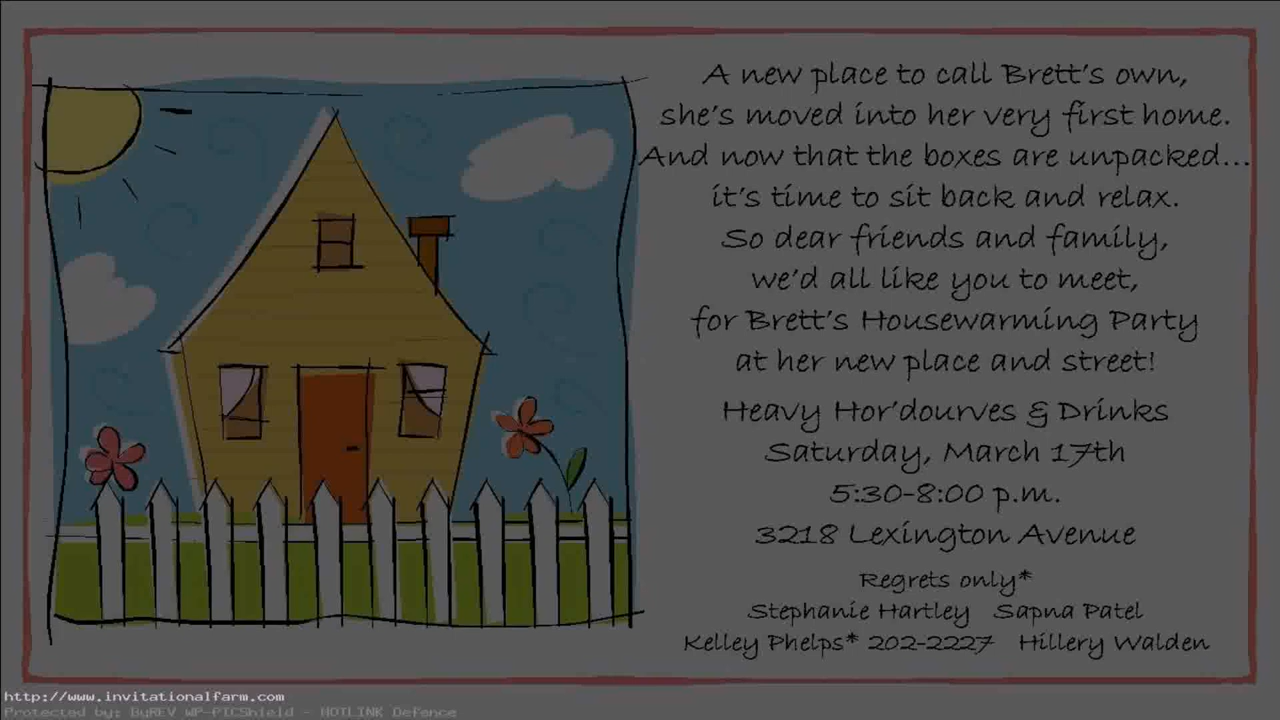 A new place to call Brett's own,
she's moved into her very first home.
And now that the boxes are unpacked...
it's time to sit back and relax.
So dear friends and family,
we'd all like you to meet,
for Brett's Housewarming Party
at her new place and street!
Heavy Hor'dourves & Drinks
Saturday, March 17th
5:30-8:00 p.m.
3218 Lexington Avenue
Regrets only*
Stephanie Hartley Sapna Patel
Kelley Phelps* 202-2227 Hillery Walden
http://www.invitationalfarm.com
Protected by: ByREV WP-PICShield - HOTLINK Defence